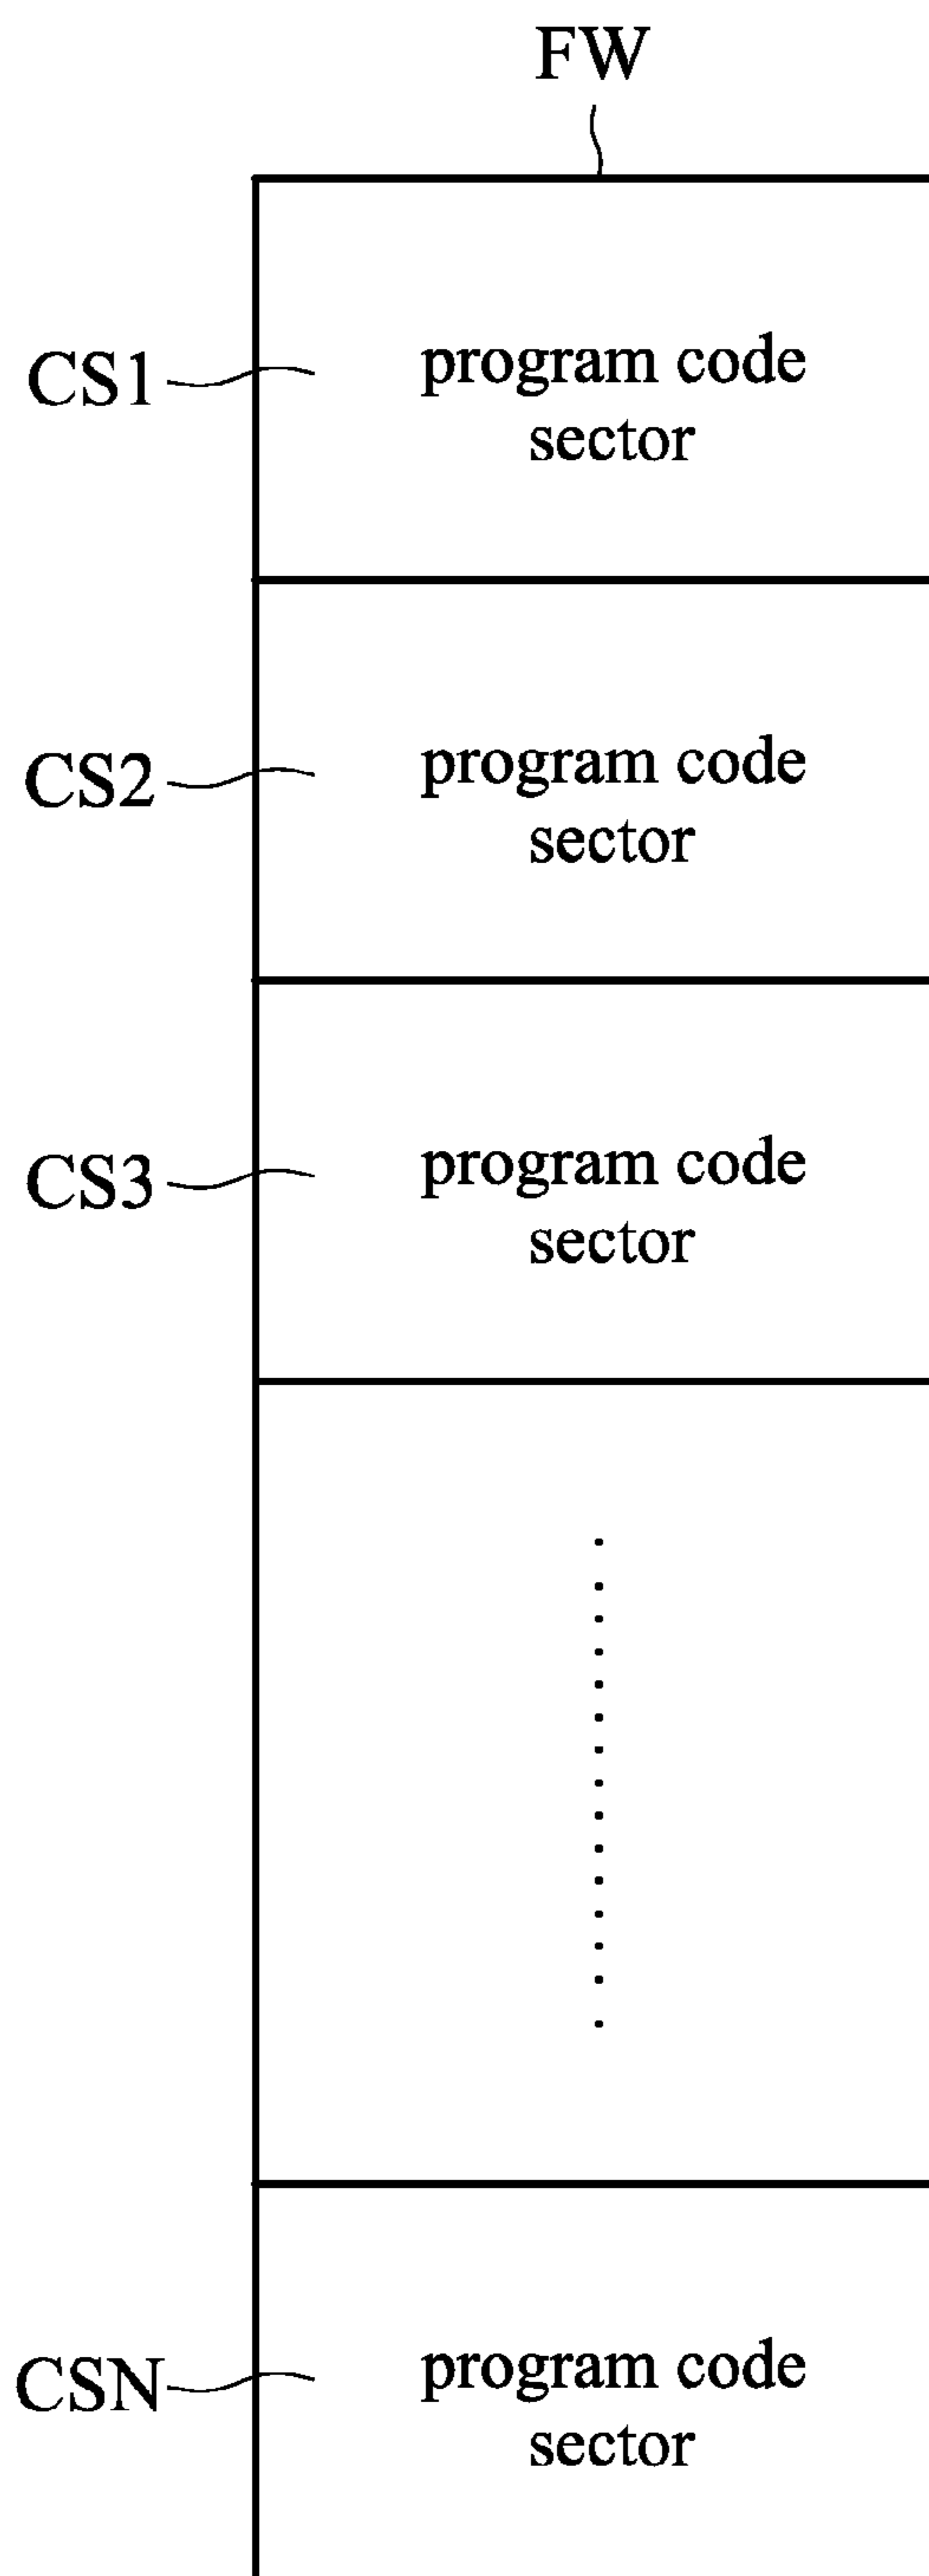 FW
CS1
program code
sector
CS2
program code
sector
CS3
program code
sector
CSN
program code
sector